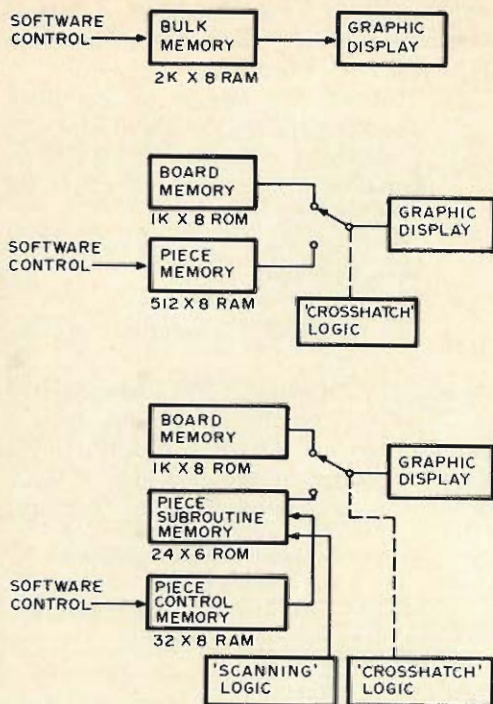 SOFTWARE
CONTROL
BULK
MEMORY
2K X 8 RAM
GRAPHIC
DISPLAY
BOARD
MEMORY
1K X 8 ROM
SOFTWARE
CONTROL
PIECE
MEMORY
512 X 8 RAM
GRAPHIC
DISPLAY
'CROSSHATCH'
LOGIC
BOARD
MEMORY
1K X 8 ROM
PIECE
SUBROUTINE
MEMORY
24 X 6 ROM
SOFTWARE
CONTROL
PIECE
CONTROL
MEMORY
32 X 8 RAM
GRAPHIC
DISPLAY
'SCANNING'
LOGIC
'CROSSHATCH'
LOGIC